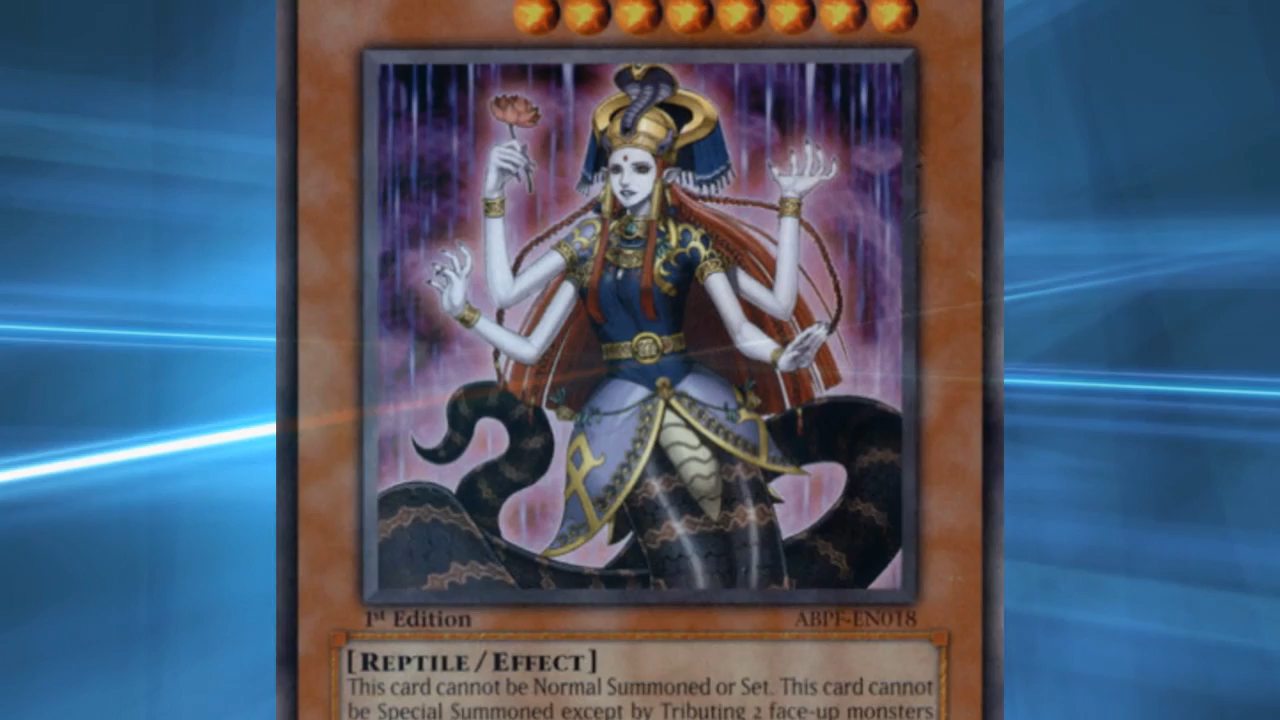 1st Edition
ABPF-EN018
[REPTILE/EFFECT]
This card cannot be Normal Summoned or Set. This card cannot
be Special Summoned except by Tributing 2 face-up monsters